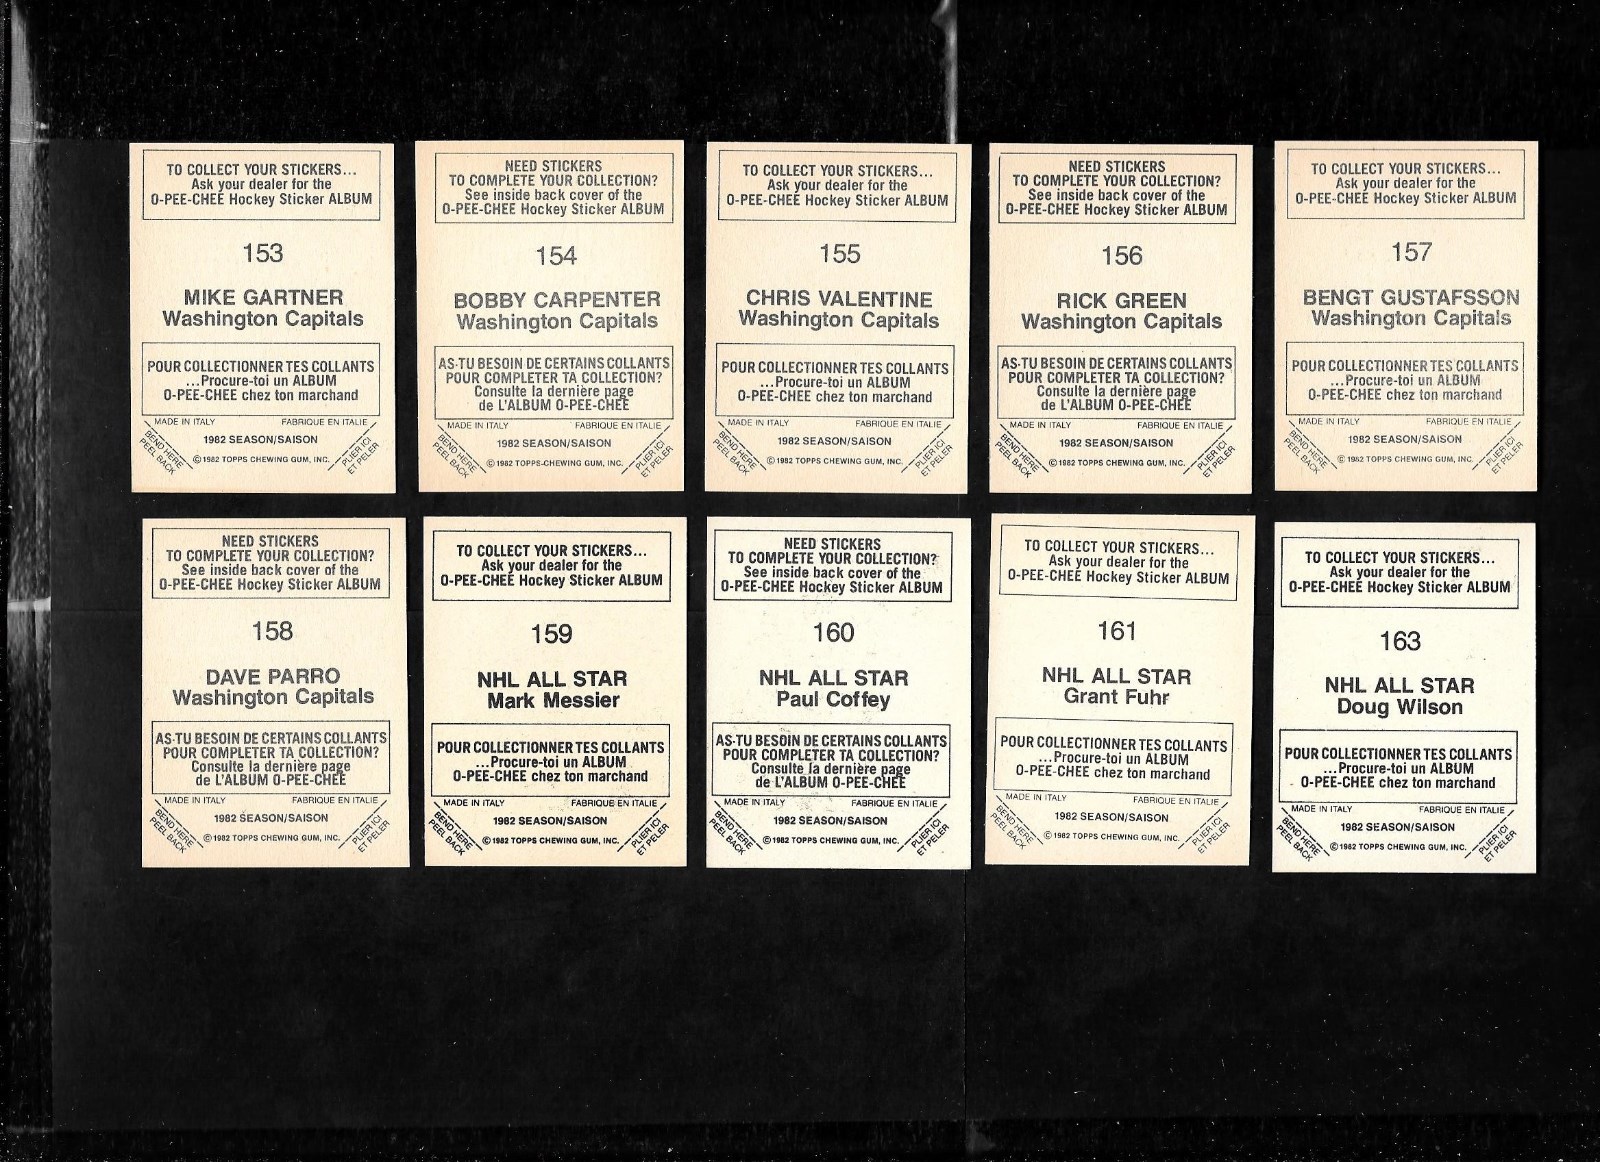 TO COLLECT YOUR STICKERS...
Ask your dealer for the
O-PEE-CHEE Hockey Sticker ALBUM
153
MIKE GARTNER
Washington Capitals
POUR COLLECTIONNER TES COLLANTS
...Procure-toi un ALBUM
O-PEE-CHEE chez ton marchand
MADE IN ITALY FABRIQUE EN ITALIE
BEND HERE
PEEL BACK
1982 SEASON/SAISON
© 1982 TOPPS CHEWING GUM, INC.
PLIER ICI
ET PELER
NEED STICKERS
TO COMPLETE YOUR COLLECTION?
See inside back cover of the
O-PEE-CHEE Hockey Sticker ALBUM
154
BOBBY CARPENTER
Washington Capitals
AS-TU BESOIN DE CERTAINS COLLANTS
POUR COMPLETER TA COLLECTION?
Consulte la dernière page
de L'ALBUM O-PEE-CHEE
MADE IN ITALY FABRIQUE EN ITALIE
BEND HERE
PEEL BACK
1982 SEASON/SAISON
© 1982 TOPPS-CHEWING GUM, INC.
PLIER ICI
ET PELER
TO COLLECT YOUR STICKERS...
Ask your dealer for the
O-PEE-CHEE Hockey Sticker ALBUM
155
CHRIS VALENTINE
Washington Capitals
POUR COLLECTIONNER TES COLLANTS
...Procure-toi un ALBUM
O-PEE-CHEE chez ton marchand
MADE IN ITALY FABRIQUE EN ITALIE
BEND HERE
PEEL BACK
1982 SEASON/SAISON
© 1982 TOPPS CHEWING GUM, INC.
PLIER ICI
ET PELER
NEED STICKERS
TO COMPLETE YOUR COLLECTION?
See inside back cover of the
O-PEE-CHEE Hockey Sticker ALBUM
156
RICK GREEN
Washington Capitals
AS-TU BESOIN DE CERTAINS COLLANTS
POUR COMPLETER TA COLLECTION?
Consulte la dernière page
de L'ALBUM O-PEE-CHEE
MADE IN ITALY FABRIQUE EN ITALIE
BEND HERE
PEEL BACK
1982 SEASON/SAISON
© 1982 TOPPS CHEWING GUM, INC.
PLIER ICI
ET PELER
TO COLLECT YOUR STICKERS...
Ask your dealer for the
O-PEE-CHEE Hockey Sticker ALBUM
157
BENGT GUSTAFSSON
Washington Capitals
POUR COLLECTIONNER TES COLLANTS
...Procure-toi un ALBUM
O-PEE-CHEE chez ton marchand
MADE IN ITALY FABRIQUE EN ITALIE
BEND HERE
PEEL BACK
1982 SEASON/SAISON
© 1982 TOPPS CHEWING GUM, INC.
PLIER ICI
ET PELER
NEED STICKERS
TO COMPLETE YOUR COLLECTION?
See inside back cover of the
O-PEE-CHEE Hockey Sticker ALBUM
158
DAVE PARRO
Washington Capitals
AS-TU BESOIN DE CERTAINS COLLANTS
POUR COMPLETER TA COLLECTION?
Consulte la dernière page
de L'ALBUM O-PEE-CHEE
MADE IN ITALY FABRIQUE EN ITALIE
BEND HERE
PEEL BACK
1982 SEASON/SAISON
© 1982 TOPPS CHEWING GUM, INC.
PLIER ICI
ET PELER
TO COLLECT YOUR STICKERS...
Ask your dealer for the
O-PEE-CHEE Hockey Sticker ALBUM
159
NHL ALL STAR
Mark Messier
POUR COLLECTIONNER TES COLLANTS
...Procure-toi un ALBUM
O-PEE-CHEE chez ton marchand
MADE IN ITALY FABRIQUE EN ITALIE
BEND HERE
PEEL BACK
1982 SEASON/SAISON
© 1982 TOPPS CHEWING GUM, INC.
PLIER ICI
ET PELER
NEED STICKERS
TO COMPLETE YOUR COLLECTION?
See inside back cover of the
O-PEE-CHEE Hockey Sticker ALBUM
160
NHL ALL STAR
Paul Coffey
AS-TU BESOIN DE CERTAINS COLLANTS
POUR COMPLETER TA COLLECTION?
Consulte la dernière page
de L'ALBUM O-PEE-CHEE
MADE IN ITALY FABRIQUE EN ITALIE
BEND HERE
PEEL BACK
1982 SEASON/SAISON
© 1982 TOPPS CHEWING GUM, INC.
PLIER ICI
ET PELER
TO COLLECT YOUR STICKERS...
Ask your dealer for the
O-PEE-CHEE Hockey Sticker ALBUM
161
NHL ALL STAR
Grant Fuhr
POUR COLLECTIONNER TES COLLANTS
...Procure-toi un ALBUM
O-PEE-CHEE chez ton marchand
MADE IN ITALY FABRIQUE EN ITALIE
BEND HERE
PEEL BACK
1982 SEASON/SAISON
© 1982 TOPPS CHEWING GUM, INC.
PLIER ICI
ET PELER
TO COLLECT YOUR STICKERS...
Ask your dealer for the
O-PEE-CHEE Hockey Sticker ALBUM
163
NHL ALL STAR
Doug Wilson
POUR COLLECTIONNER TES COLLANTS
...Procure-toi un ALBUM
O-PEE-CHEE chez ton marchand
MADE IN ITALY FABRIQUE EN ITALIE
BEND HERE
PEEL BACK
1982 SEASON/SAISON
© 1982 TOPPS CHEWING GUM, INC.
PLIER ICI
ET PELER